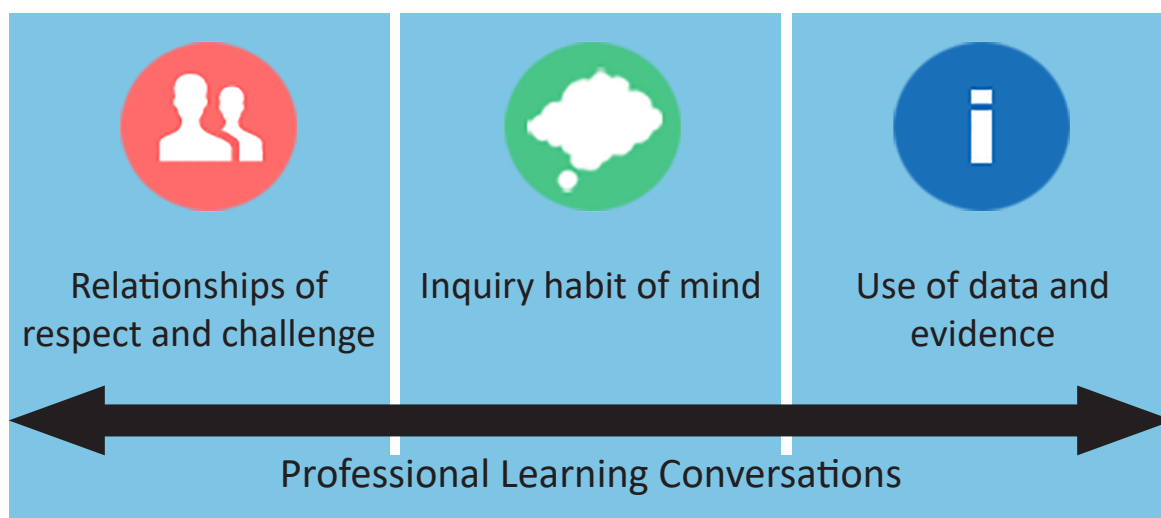 Relationships of
respect and challenge
Inquiry habit of mind
Use of data and
evidence
Professional Learning Conversations